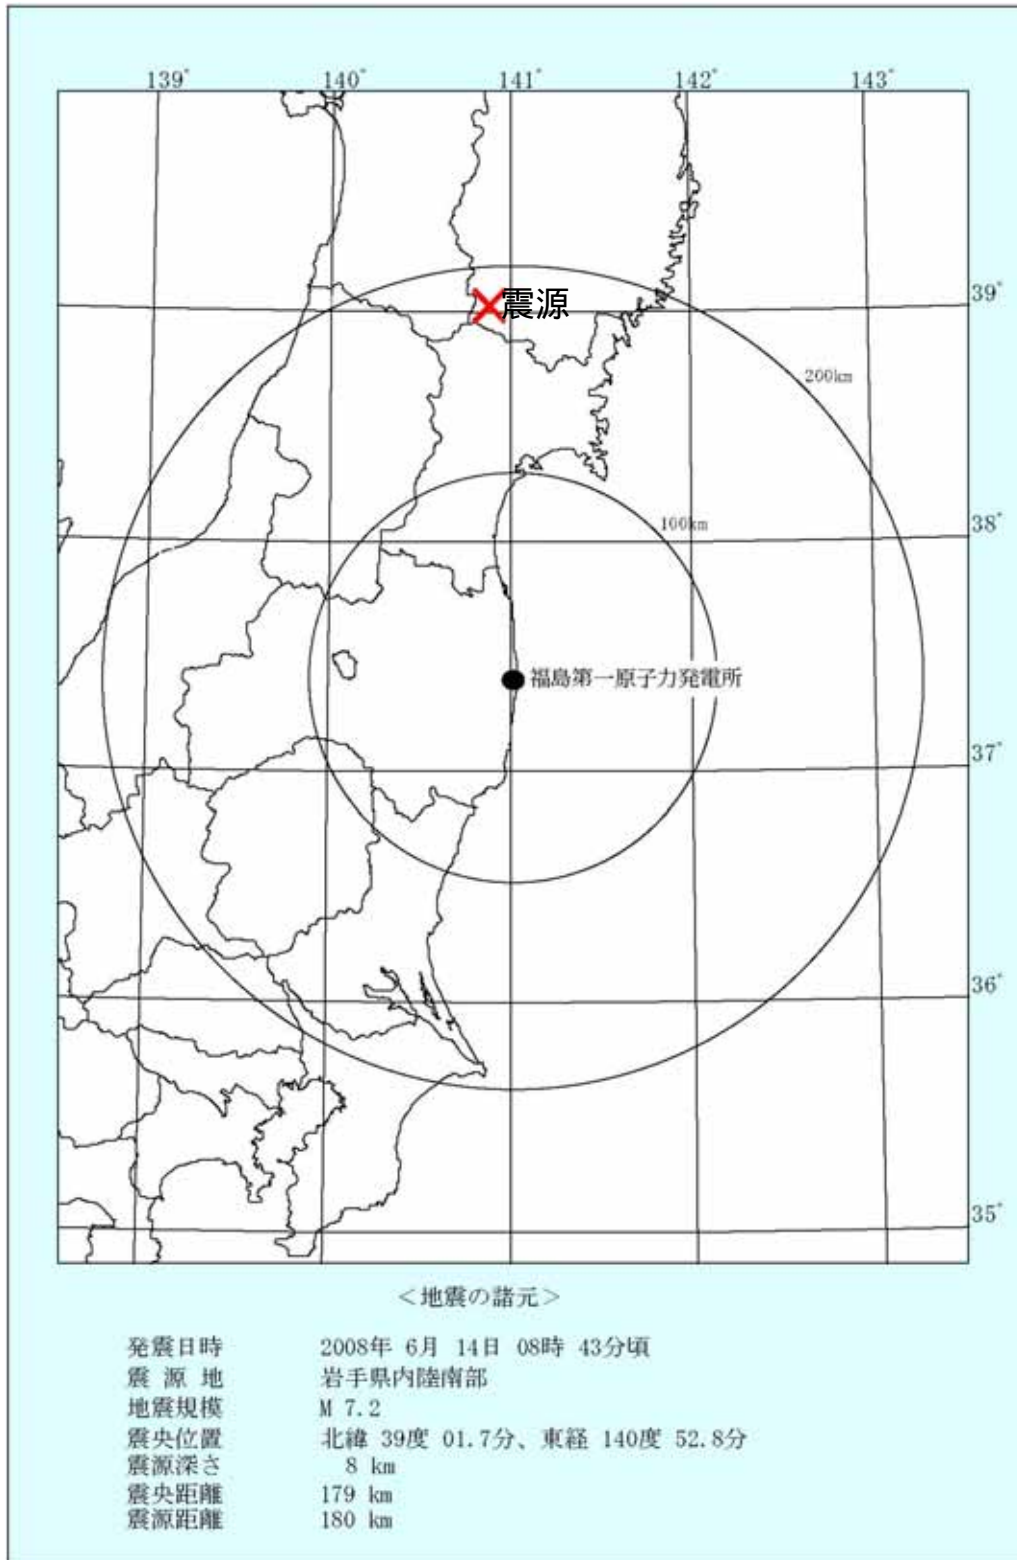 139° 140° 141° 142° 143°
39°
震源
200km
100km
38°
福島第一原子力発電所
37°
36°
35°
＜地震の諸元＞
発震日時 2008年 6月 14日 08時 43分頃
震 源 地 岩手県内陸南部
地震規模 M 7.2
震央位置 北緯 39度 01.7分、東経 140度 52.8分
震源深さ 8 km
震央距離 179 km
震源距離 180 km